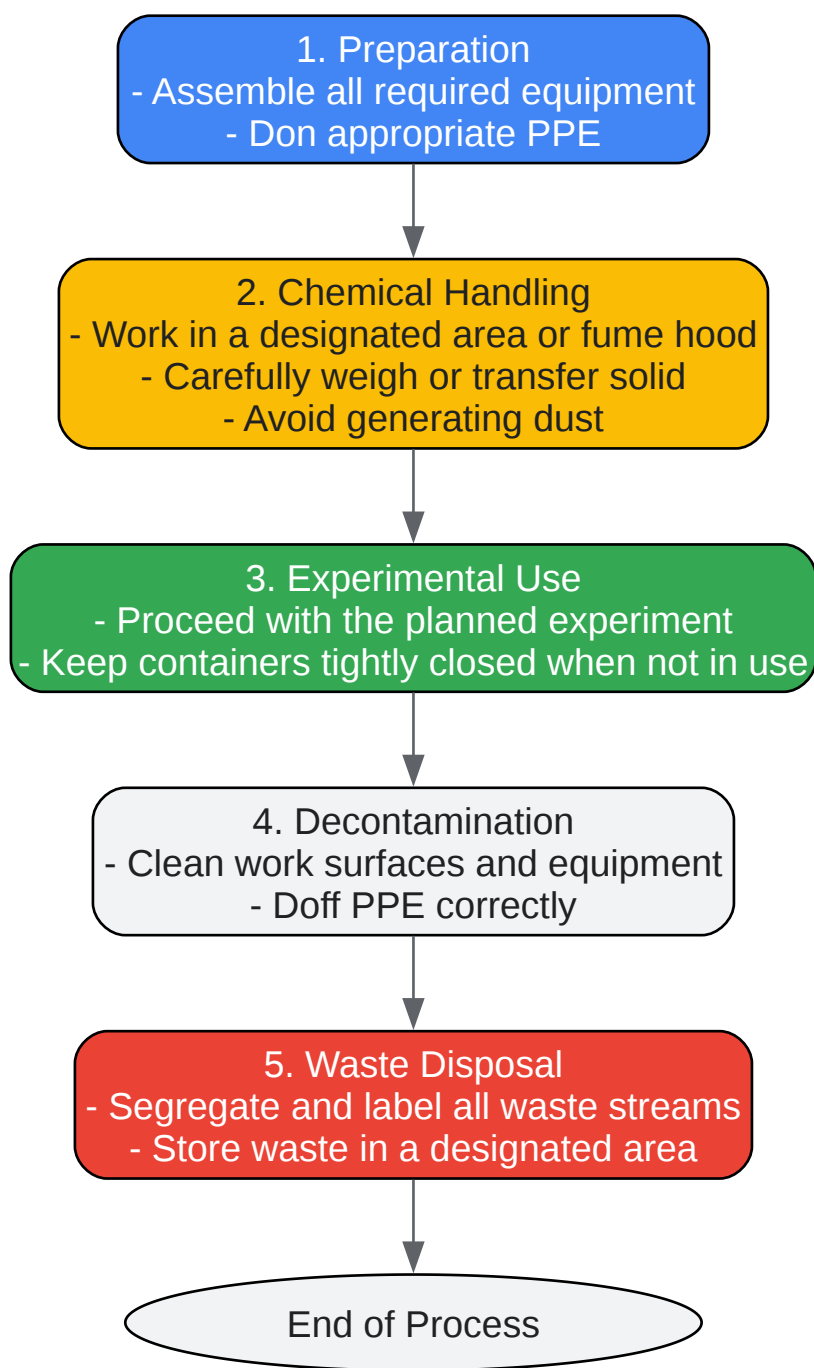 1. Preparation
- Assemble all required equipment
- Don appropriate PPE
2. Chemical Handling
- Work in a designated area or fume hood
- Carefully weigh or transfer solid
- Avoid generating dust
3. Experimental Use
- Proceed with the planned experiment
- Keep containers tightly closed when not in use
4. Decontamination
- Clean work surfaces and equipment
- Doff PPE correctly
5. Waste Disposal
- Segregate and label all waste streams
- Store waste in a designated area
End of Process